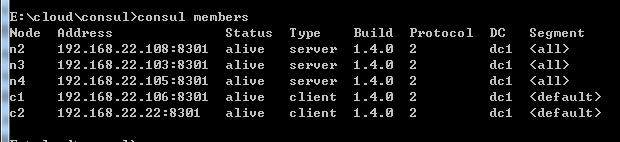 E:\cloud\consul>consul members
Node  Address              Status  Type    Build  Protocol  DC   Segment
n2    192.168.22.108:8301  alive   server  1.4.0  2         dc1  <all>
n3    192.168.22.103:8301  alive   server  1.4.0  2         dc1  <all>
n4    192.168.22.105:8301  alive   server  1.4.0  2         dc1  <all>
c1    192.168.22.106:8301  alive   client  1.4.0  2         dc1  <default>
c2    192.168.22.22:8301   alive   client  1.4.0  2         dc1  <default>